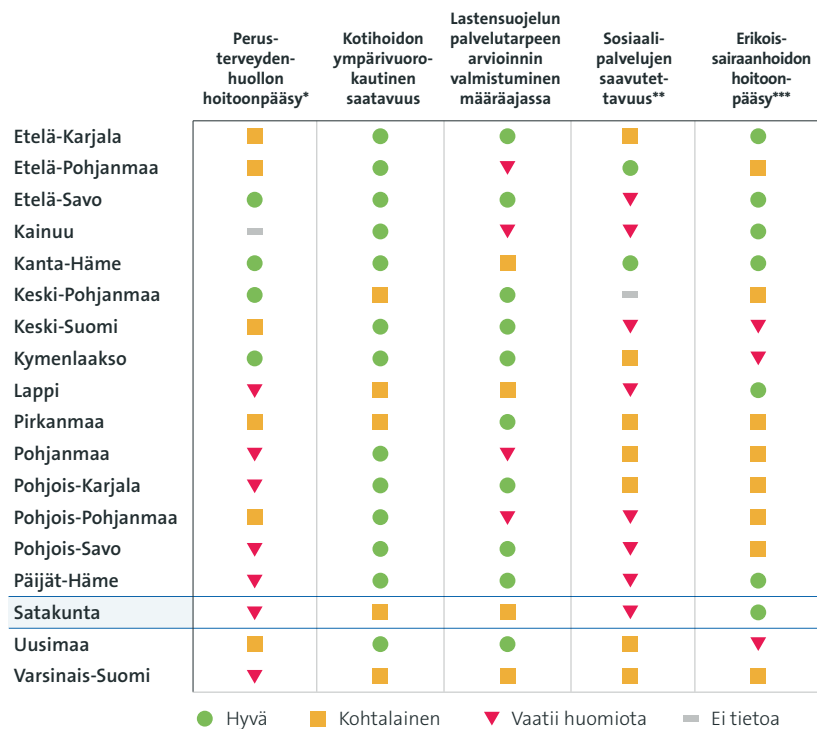 Perus-
terveyden-
huollon
hoitoonpääsy*
Kotihoidon
ympärivuoro-
kautinen
saatavuus
Lastensuojelun
palvelutarpeen
arvioinnin
valmistuminen
määräajassa
Sosiaali-
palvelujen
saavutet-
tavuus**
Erikois-
sairaanhoidon
hoitoon-
pääsy***
Etelä-Karjala
Etelä-Pohjanmaa
Etelä-Savo
Kainuu
Kanta-Häme
Keski-Pohjanmaa
Keski-Suomi
Kymenlaakso
Lappi
Pirkanmaa
Pohjanmaa
Pohjois-Karjala
Pohjois-Pohjanmaa
Pohjois-Savo
Päijät-Häme
Satakunta
Uusimaa
Varsinais-Suomi
Hyvä Kohtalainen Vaatii huomiota Ei tietoa